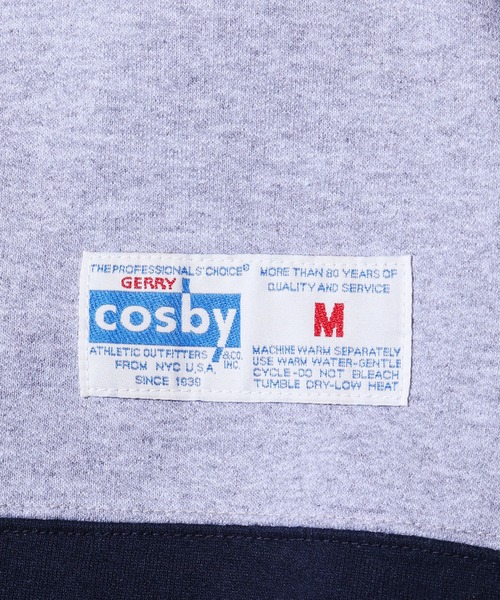 THE PROFESSIONALS' CHOICE®
GERRY
cosby
ATHLETIC OUTFITTERS & CO.
FROM NYC U.S.A. INC.
SINCE 1939
MORE THAN 80 YEARS OF
QUALITY AND SERVICE
M
MACHINE WARM SEPARATELY
USE WARM WATER-GENTLE
CYCLE-DO NOT BLEACH
TUMBLE DRY-LOW HEAT